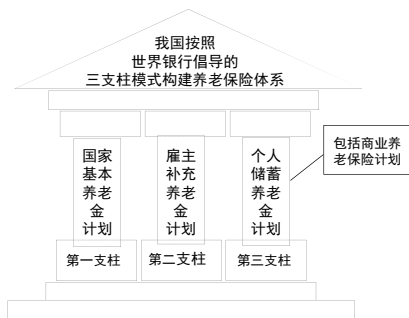 我国按照
世界银行倡导的
三支柱模式构建养老保险体系
国家
基本
养老
金
计划
雇主
补充
养老
金
计划
个人
储蓄
养老
金
计划
包括商业养
老保险计划
第一支柱
第二支柱
第三支柱